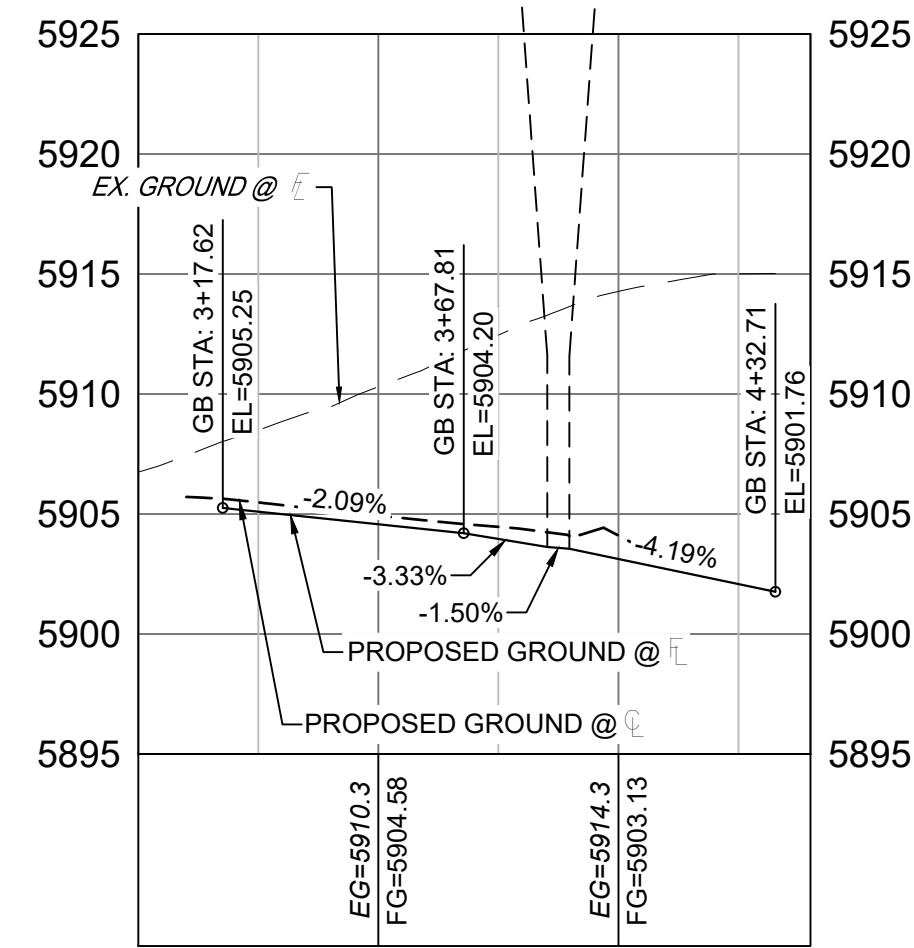 5925 5925
5920 5920
EX. GROUND @ FL
5915 5915
GB STA: 3+17.62
EL=5905.25
GB STA: 3+67.81
EL=5904.20
GB STA: 4+32.71
EL=5901.76
5910 5910
5905 5905
-2.09%
-4.19%
-3.33%
-1.50%
5900 5900
PROPOSED GROUND @ FL
PROPOSED GROUND @ CL
5895 5895
EG=5910.3
FG=5904.58
EG=5914.3
FG=5903.13